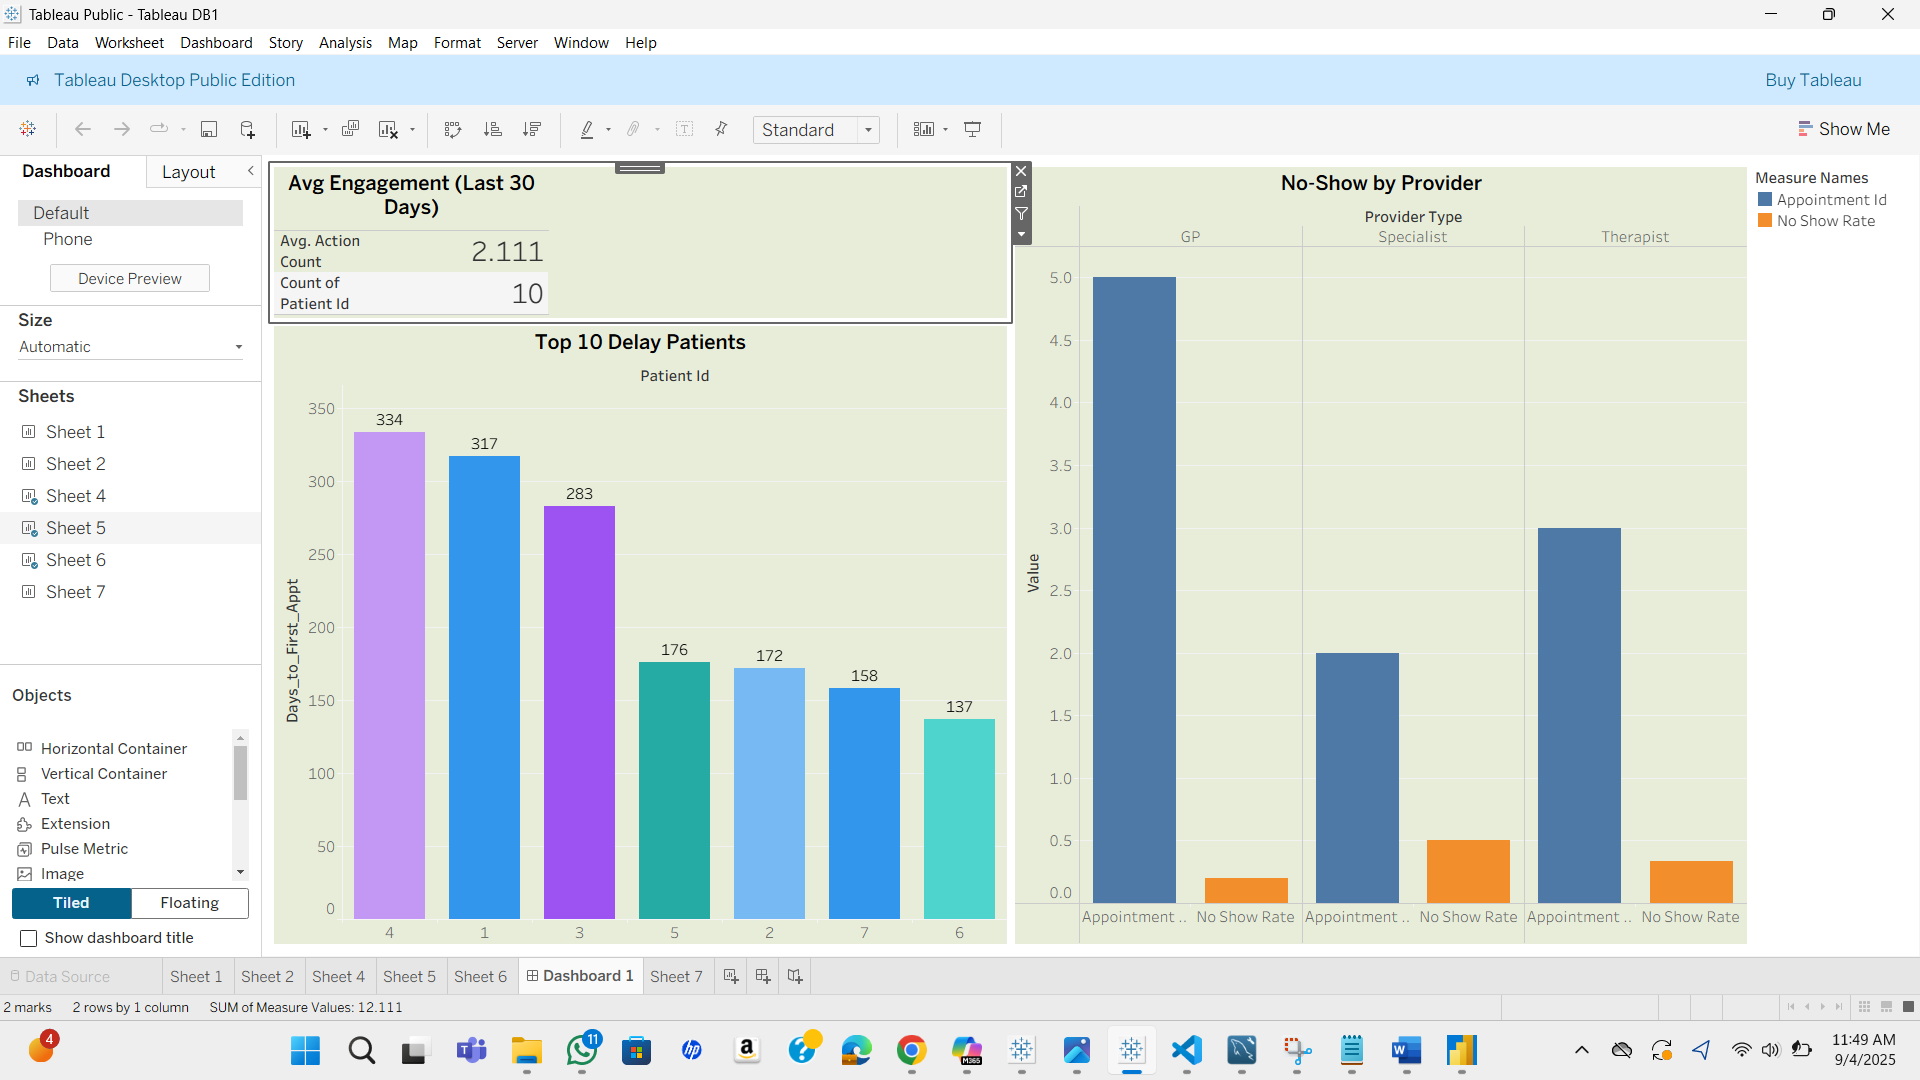 Tableau Public - Tableau DB1
File Data Worksheet Dashboard Story Analysis Map Format Server Window Help
Tableau Desktop Public Edition
Buy Tableau
Standard
Show Me
Dashboard
Layout
Default
Phone
Device Preview
Size
Automatic
Sheets
Sheet 1
Sheet 2
Sheet 4
Sheet 5
Sheet 6
Sheet 7
Objects
Horizontal Container
Vertical Container
Text
Extension
Pulse Metric
Image
Tiled
Floating
Show dashboard title
Avg Engagement (Last 30
Days)
Avg. Action
Count
2.111
Count of
Patient Id
10
Top 10 Delay Patients
Patient Id
Days_to_First_Appt
350
300
250
200
150
100
50
0
334
317
283
176
172
158
137
4
1
3
5
2
7
6
No-Show by Provider
Provider Type
GP
Specialist
Therapist
Value
5.0
4.5
4.0
3.5
3.0
2.5
2.0
1.5
1.0
0.5
0.0
Appointment ..
No Show Rate
Appointment ..
No Show Rate
Appointment ..
No Show Rate
Measure Names
Appointment Id
No Show Rate
Data Source
Sheet 1
Sheet 2
Sheet 4
Sheet 5
Sheet 6
Dashboard 1
Sheet 7
2 marks
2 rows by 1 column
SUM of Measure Values: 12.111
4
11
hp
a
M365
W
11:49 AM
9/4/2025